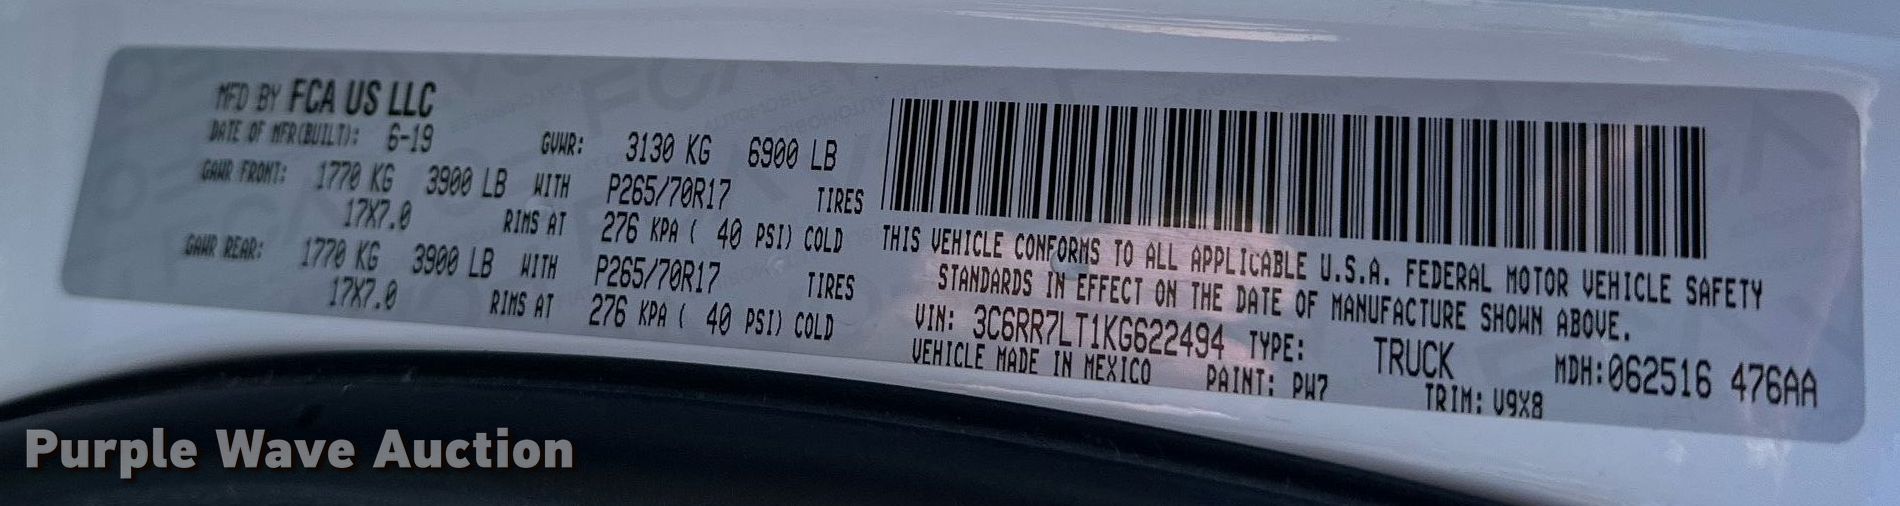 MFD BY FCA US LLC
DATE OF MFR(BUILT): 6-19 GVWR: 3130 KG 6900 LB
GAWR FRONT: 1770 KG 3900 LB WITH P265/70R17 TIRES
17X7.0 RIMS AT 276 KPA ( 40 PSI) COLD
GAWR REAR: 1770 KG 3900 LB WITH P265/70R17 TIRES
17X7.0 RIMS AT 276 KPA ( 40 PSI) COLD
THIS VEHICLE CONFORMS TO ALL APPLICABLE U.S.A. FEDERAL MOTOR VEHICLE SAFETY
STANDARDS IN EFFECT ON THE DATE OF MANUFACTURE SHOWN ABOVE.
VIN: 3C6RR7LT1KG622494 TYPE: TRUCK MDH:062516 476AA
VEHICLE MADE IN MEXICO PAINT: PW7 TRIM: V9X8
Purple Wave Auction